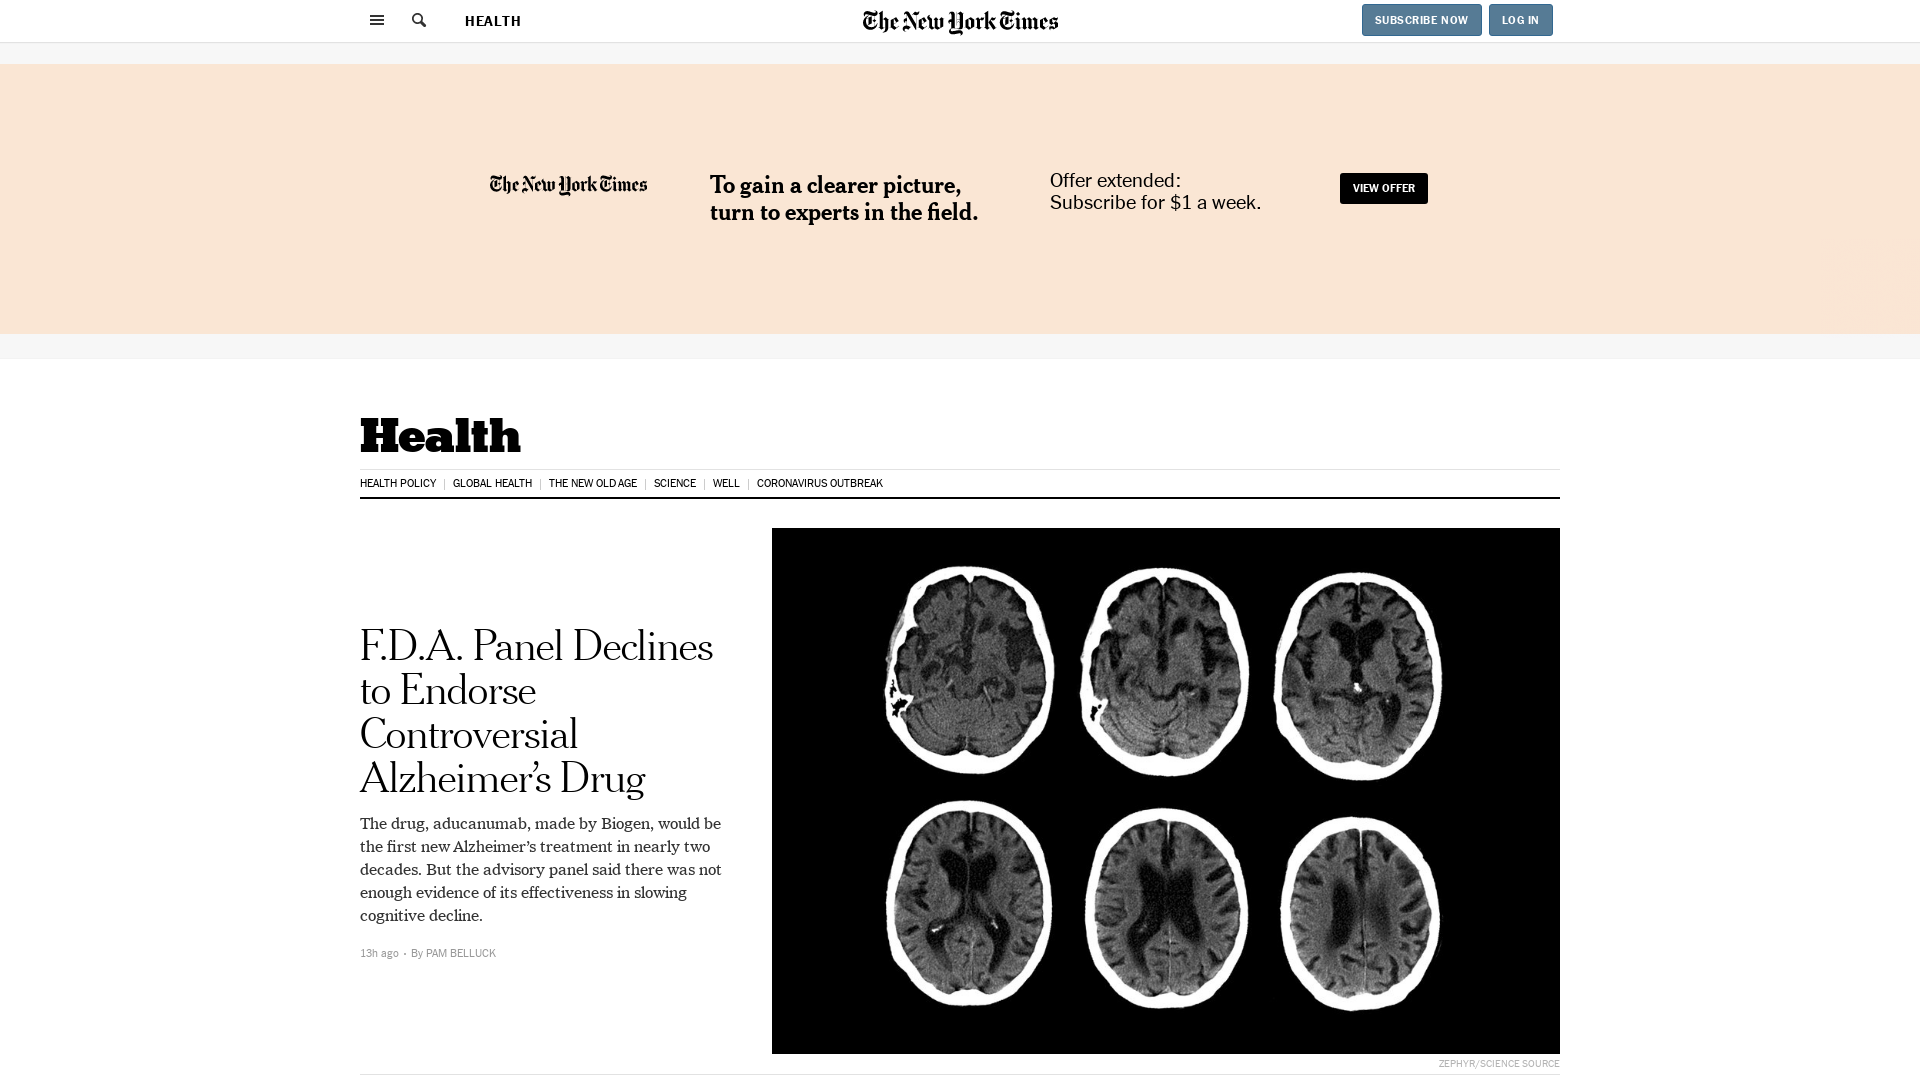 HEALTH
The New York Times
SUBSCRIBE NOW
LOG IN
The New York Times
To gain a clearer picture,
turn to experts in the field.
Offer extended:
Subscribe for $1 a week.
VIEW OFFER
Health
HEALTH POLICY
GLOBAL HEALTH
THE NEW OLD AGE
SCIENCE
WELL
CORONAVIRUS OUTBREAK
F.D.A. Panel Declines
to Endorse
Controversial
Alzheimer’s Drug
The drug, aducanumab, made by Biogen, would be
the first new Alzheimer’s treatment in nearly two
decades. But the advisory panel said there was not
enough evidence of its effectiveness in slowing
cognitive decline.
13h ago · By PAM BELLUCK
ZEPHYR/SCIENCE SOURCE